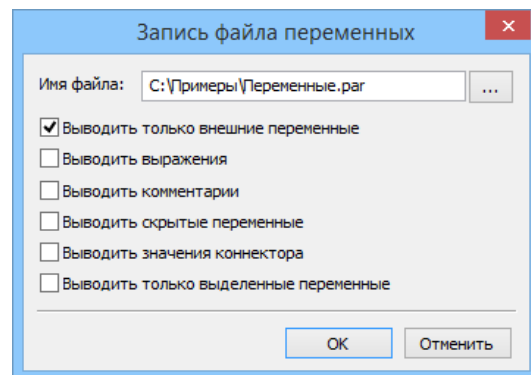 Запись файла переменных
Имя файла: C:\Примеры\Переменные.par ...
Выводить только внешние переменные
Выводить выражения
Выводить комментарии
Выводить скрытые переменные
Выводить значения коннектора
Выводить только выделенные переменные
OK Отменить